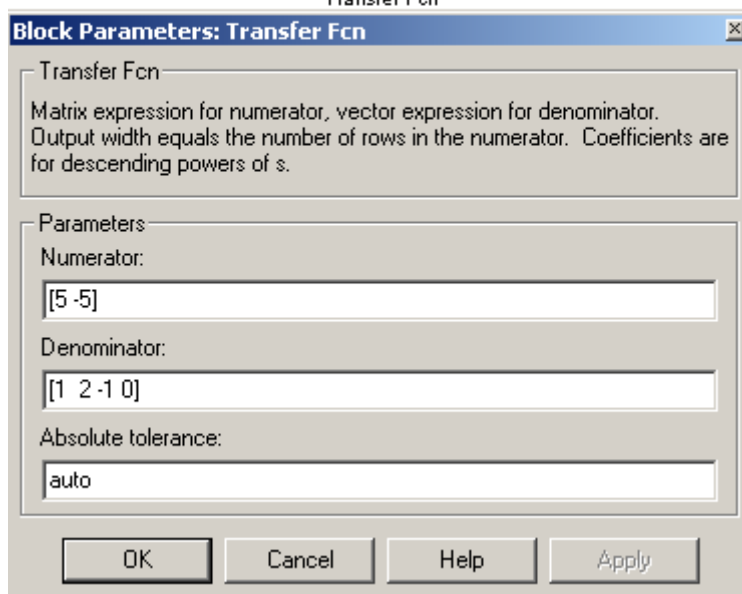 Transfer Fcn
Block Parameters: Transfer Fcn
Transfer Fcn
Matrix expression for numerator, vector expression for denominator.
Output width equals the number of rows in the numerator.  Coefficients are
for descending powers of s.
Parameters
Numerator:
[5 -5]
Denominator:
[1  2 -1 0]
Absolute tolerance:
auto
OK
Cancel
Help
Apply